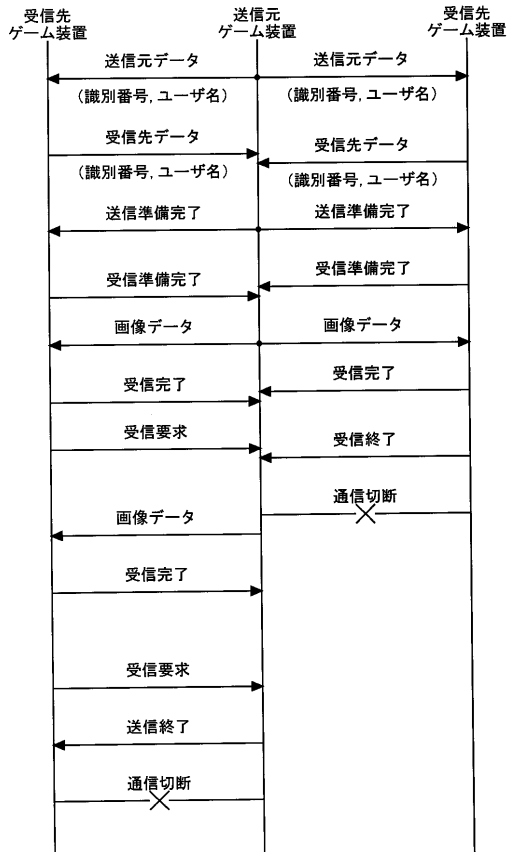 受信先
ゲーム装置
送信元
ゲーム装置
受信先
ゲーム装置
送信元データ
送信元データ
(識別番号, ユーザ名)
(識別番号, ユーザ名)
受信先データ
受信先データ
(識別番号, ユーザ名)
(識別番号, ユーザ名)
送信準備完了
送信準備完了
受信準備完了
受信準備完了
画像データ
画像データ
受信完了
受信完了
受信要求
受信終了
通信切断
画像データ
受信完了
受信要求
送信終了
通信切断